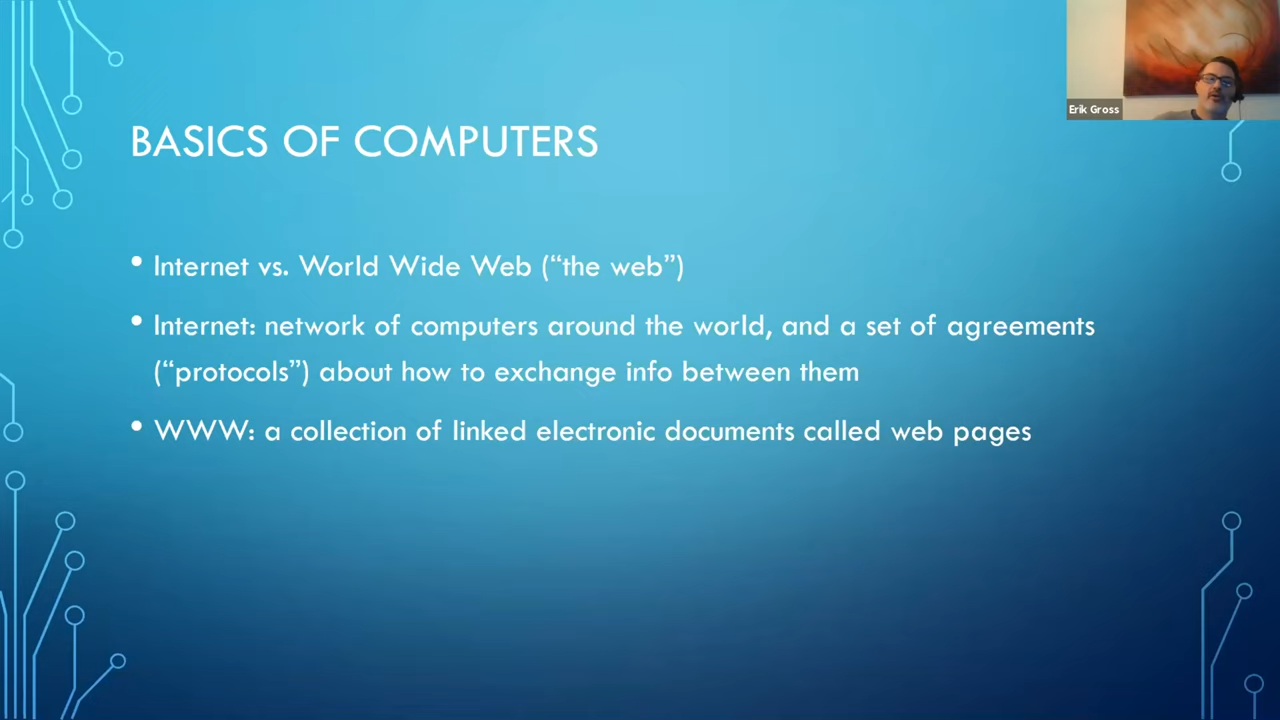 Erik Gross
BASICS OF COMPUTERS
• Internet vs. World Wide Web (“the web”)
• Internet: network of computers around the world, and a set of agreements
(“protocols”) about how to exchange info between them
• WWW: a collection of linked electronic documents called web pages